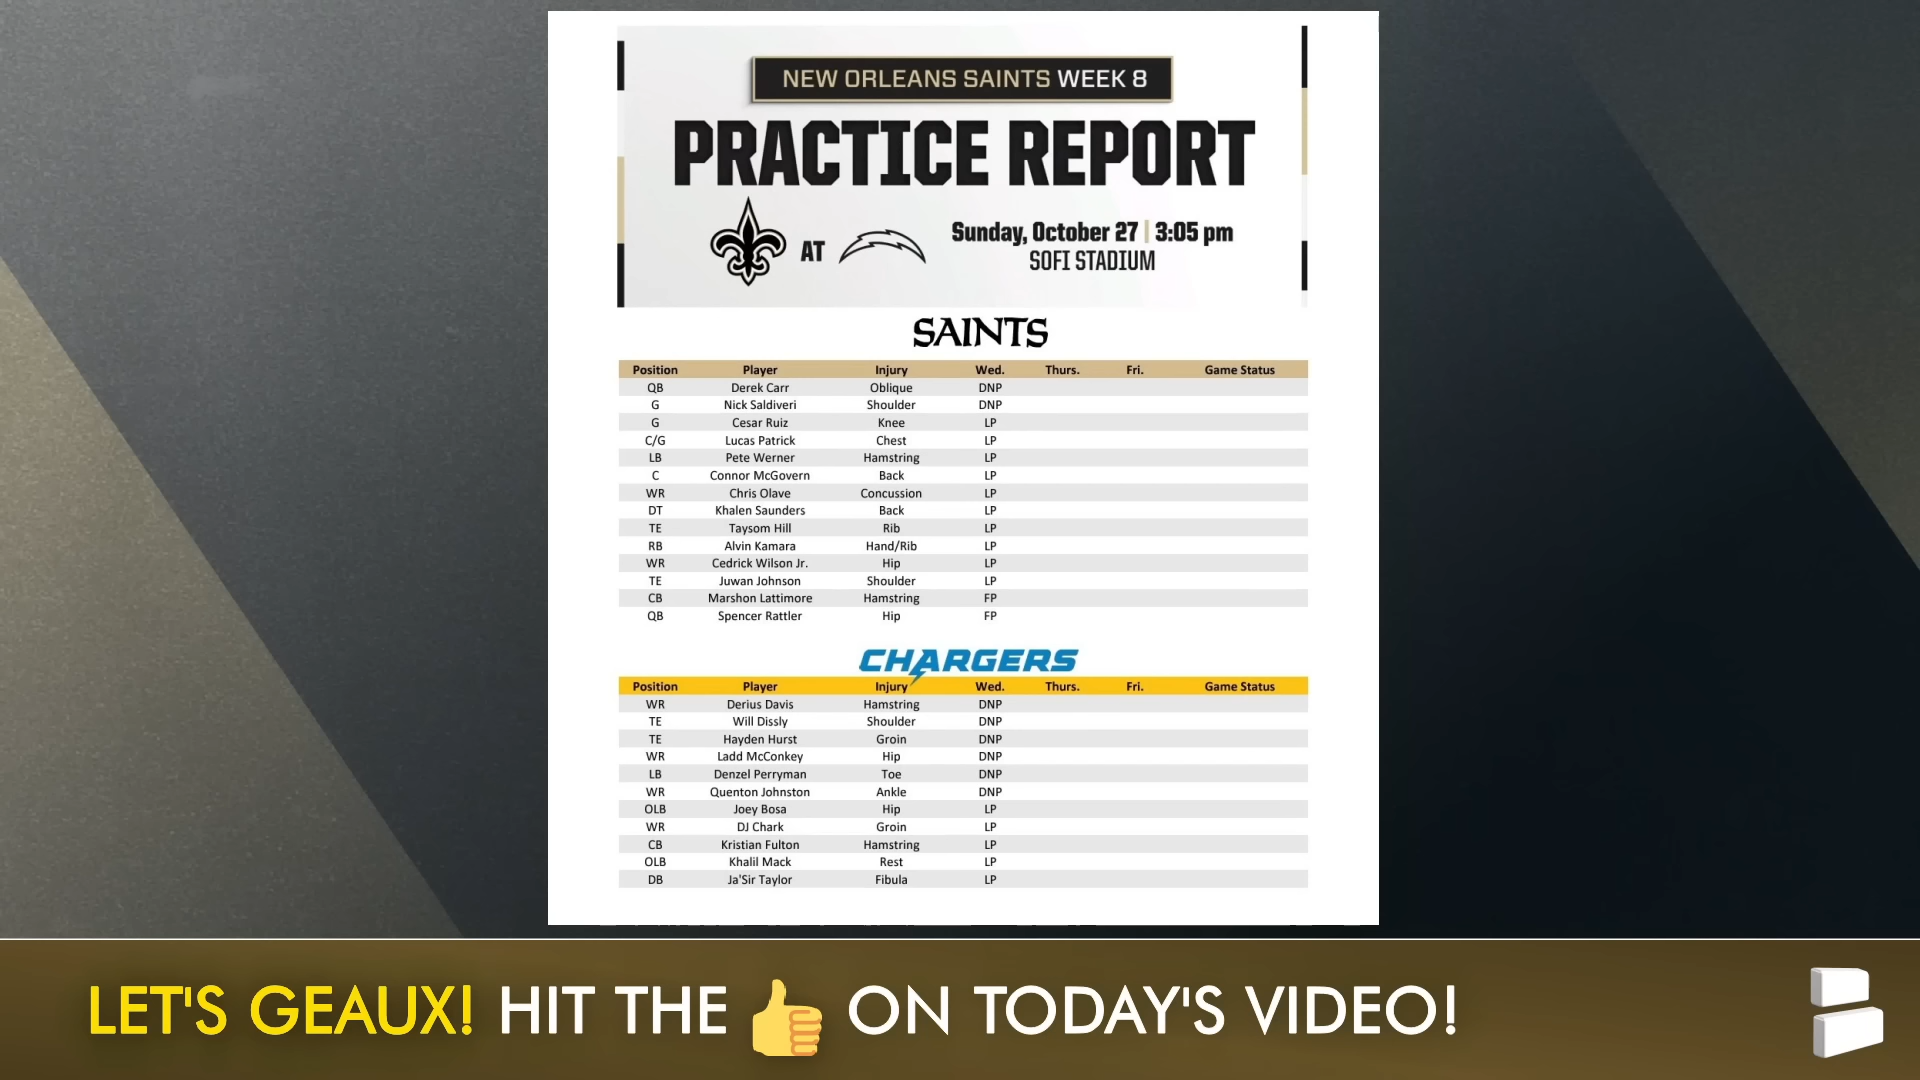 NEW ORLEANS SAINTS WEEK 8
PRACTICE REPORT
AT
Sunday, October 27 | 3:05 pm
SOFI STADIUM
SAINTS
Position Player Injury Wed. Thurs. Fri. Game Status
QB Derek Carr Oblique DNP
G Nick Saldiveri Shoulder DNP
G Cesar Ruiz Knee LP
C/G Lucas Patrick Chest LP
LB Pete Werner Hamstring LP
C Connor McGovern Back LP
WR Chris Olave Concussion LP
DT Khalen Saunders Back LP
TE Taysom Hill Rib LP
RB Alvin Kamara Hand/Rib LP
WR Cedrick Wilson Jr. Hip LP
TE Juwan Johnson Shoulder LP
CB Marshon Lattimore Hamstring FP
QB Spencer Rattler Hip FP
CHARGERS
Position Player Injury Wed. Thurs. Fri. Game Status
WR Derius Davis Hamstring DNP
TE Will Dissly Shoulder DNP
TE Hayden Hurst Groin DNP
WR Ladd McConkey Hip DNP
LB Denzel Perryman Toe DNP
WR Quenton Johnston Ankle DNP
OLB Joey Bosa Hip LP
WR DJ Chark Groin LP
CB Kristian Fulton Hamstring LP
OLB Khalil Mack Rest LP
DB Ja'Sir Taylor Fibula LP
LET'S GEAUX! HIT THE 👍 ON TODAY'S VIDEO!